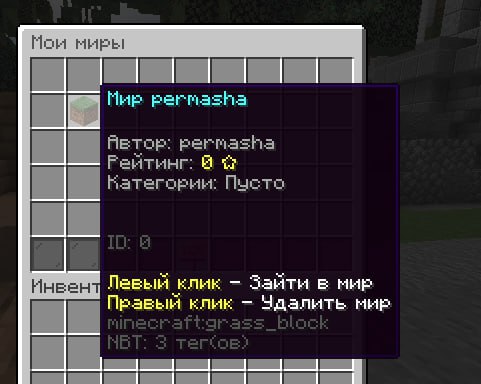 Мои миры
Мир permasha
Автор: permasha
Рейтинг: 0 ✩
Категории: Пусто
ID: 0
Инвент
Левый клик – Зайти в мир
Правый клик – Удалить мир
minecraft:grass_block
NBT: 3 тег(ов)